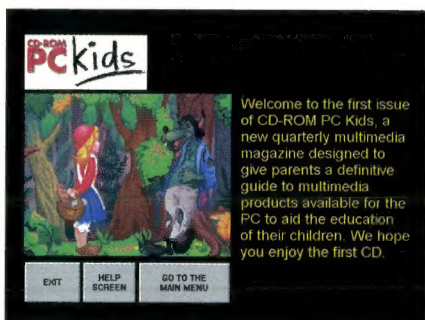 CD-ROM
PC kids
Welcome to the first issue
of CD-ROM PC Kids, a
new quarterly multimedia
magazine designed to
give parents a definitive
guide to multimedia
products available for the
PC to aid the education
of their children. We hope
you enjoy the first CD.
EXIT
HELP
SCREEN
GO TO THE
MAIN MENU